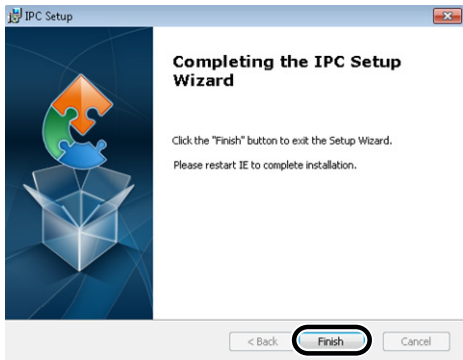 IPC Setup
Completing the IPC Setup
Wizard
Click the "Finish" button to exit the Setup Wizard.
Please restart IE to complete installation.
< Back
Finish
Cancel